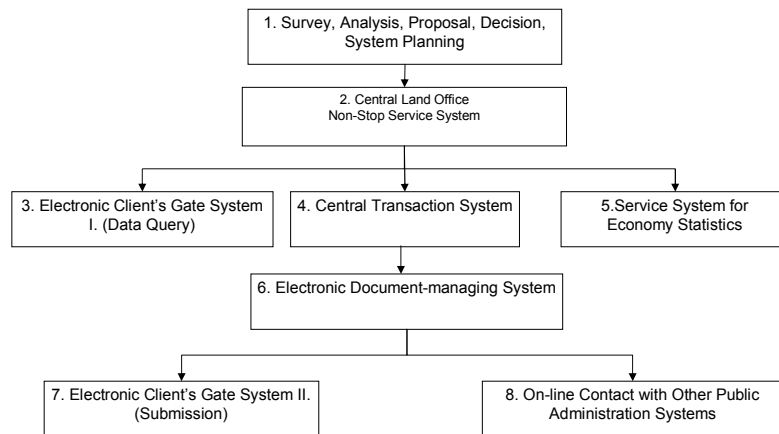 1. Survey, Analysis, Proposal, Decision,
System Planning
2. Central Land Office
Non-Stop Service System
3. Electronic Client's Gate System
I. (Data Query)
4. Central Transaction System
5.Service System for
Economy Statistics
6. Electronic Document-managing System
7. Electronic Client's Gate System II.
(Submission)
8. On-line Contact with Other Public
Administration Systems